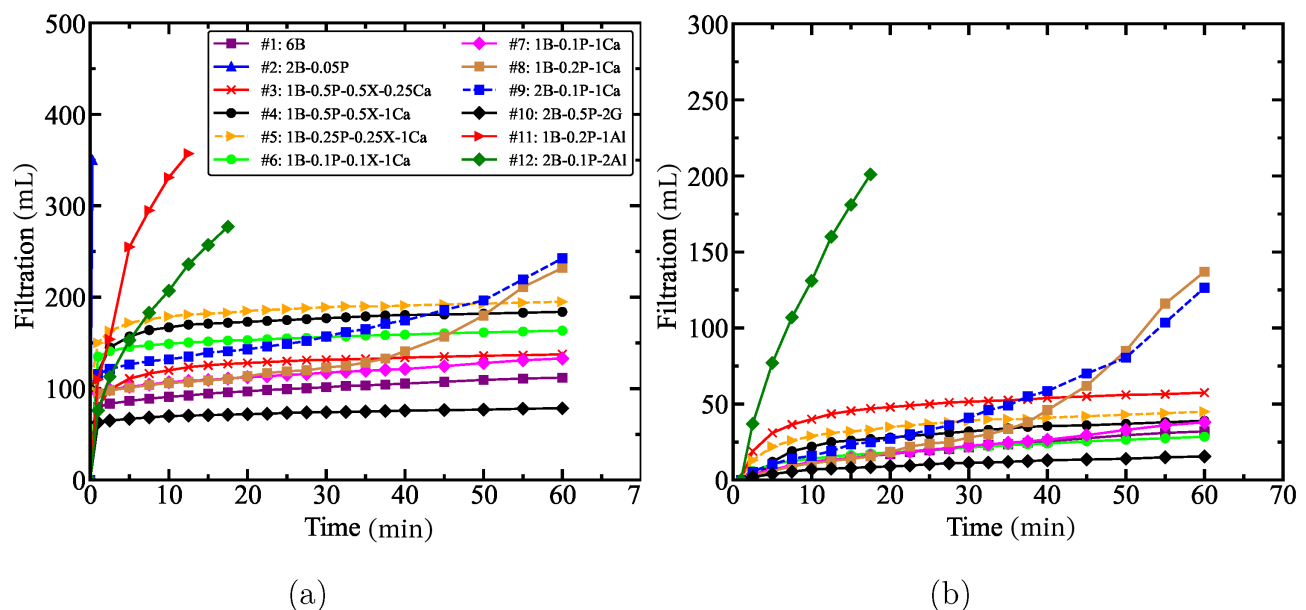 500
400
300
200
100
0
0
10
20
30
40
50
60
7
Filtration (mL)
Time (min)
#1: 6B
#2: 2B-0.05P
#3: 1B-0.5P-0.5X-0.25Ca
#4: 1B-0.5P-0.5X-1Ca
#5: 1B-0.25P-0.25X-1Ca
#6: 1B-0.1P-0.1X-1Ca
#7: 1B-0.1P-1Ca
#8: 1B-0.2P-1Ca
#9: 2B-0.1P-1Ca
#10: 2B-0.5P-2G
#11: 1B-0.2P-1Al
#12: 2B-0.1P-2Al
(a)
300
250
200
150
100
50
0
0
10
20
30
40
50
60
70
Filtration (mL)
Time (min)
(b)